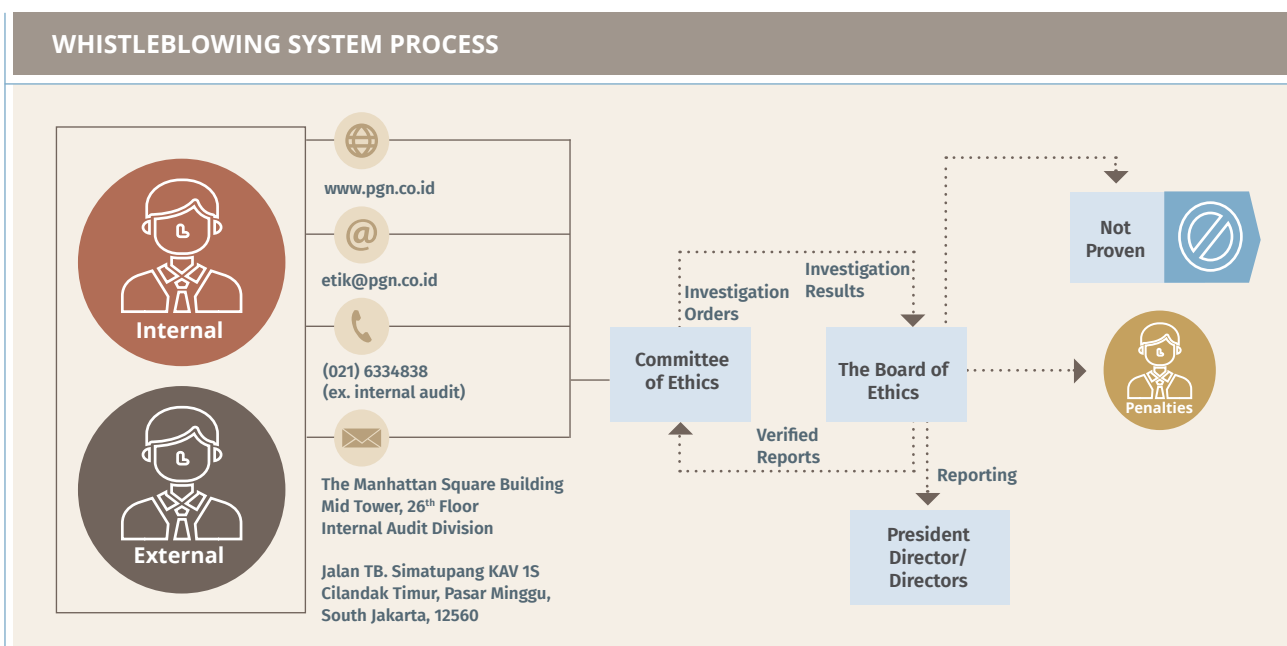 WHISTLEBLOWING SYSTEM PROCESS
Internal
External
www.pgn.co.id
@
etik@pgn.co.id
(021) 6334838
(ex. internal audit)
The Manhattan Square Building
Mid Tower, 26th Floor
Internal Audit Division
Jalan TB. Simatupang KAV 1S
Cilandak Timur, Pasar Minggu,
South Jakarta, 12560
Committee
of Ethics
Investigation
Orders
Investigation
Results
The Board of
Ethics
Verified
Reports
Reporting
President
Director/
Directors
Not
Proven
Penalties